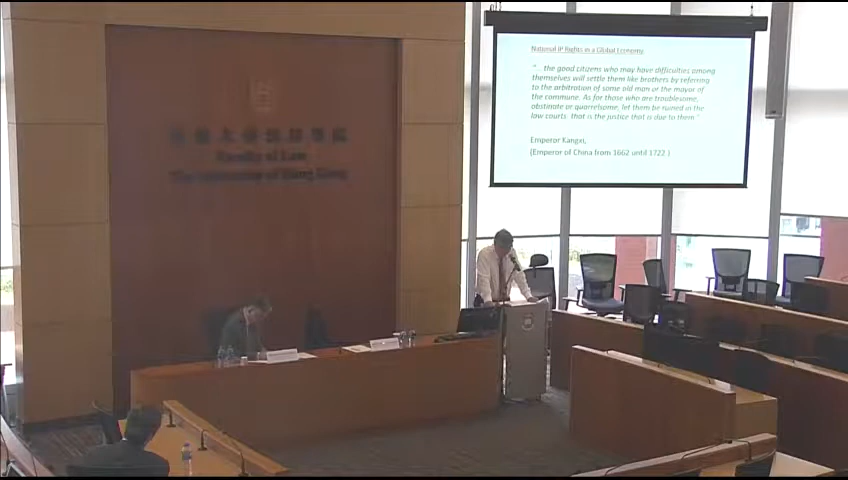 National IP Rights in a Global Economy
"... the good citizens who may have difficulties among
themselves will settle them like brothers by referring
to the arbitration of some old man or the mayor of
the commune. As for those who are troublesome,
obstinate or quarrelsome, let them be ruined in the
law courts that is the justice that is due to them."
Emperor Kangxi,
(Emperor of China from 1662 until 1722 )
Faculty of Law
The University of Hong Kong